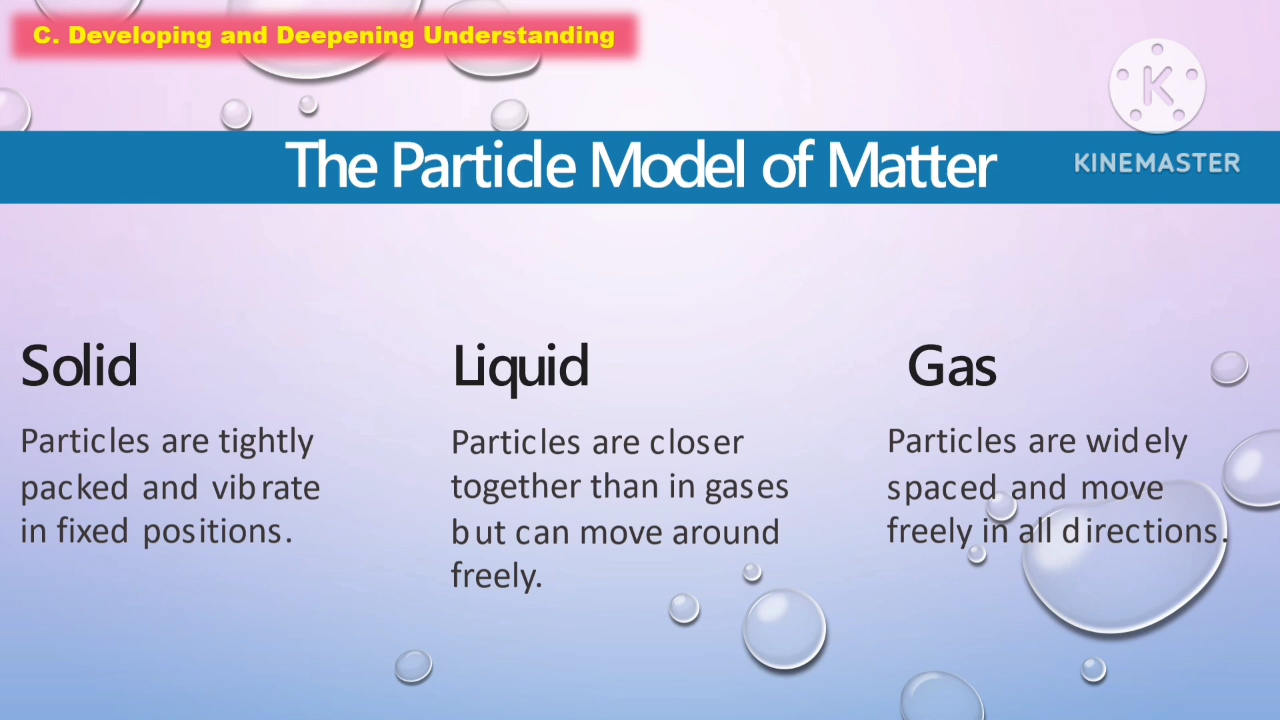 C. Developing and Deepening Understanding
K
KINEMASTER
The Particle Model of Matter
Solid
Particles are tightly
packed and vibrate
in fixed positions.
Liquid
Particles are closer
together than in gases
but can move around
freely.
Gas
Particles are widely
spaced and move
freely in all directions.